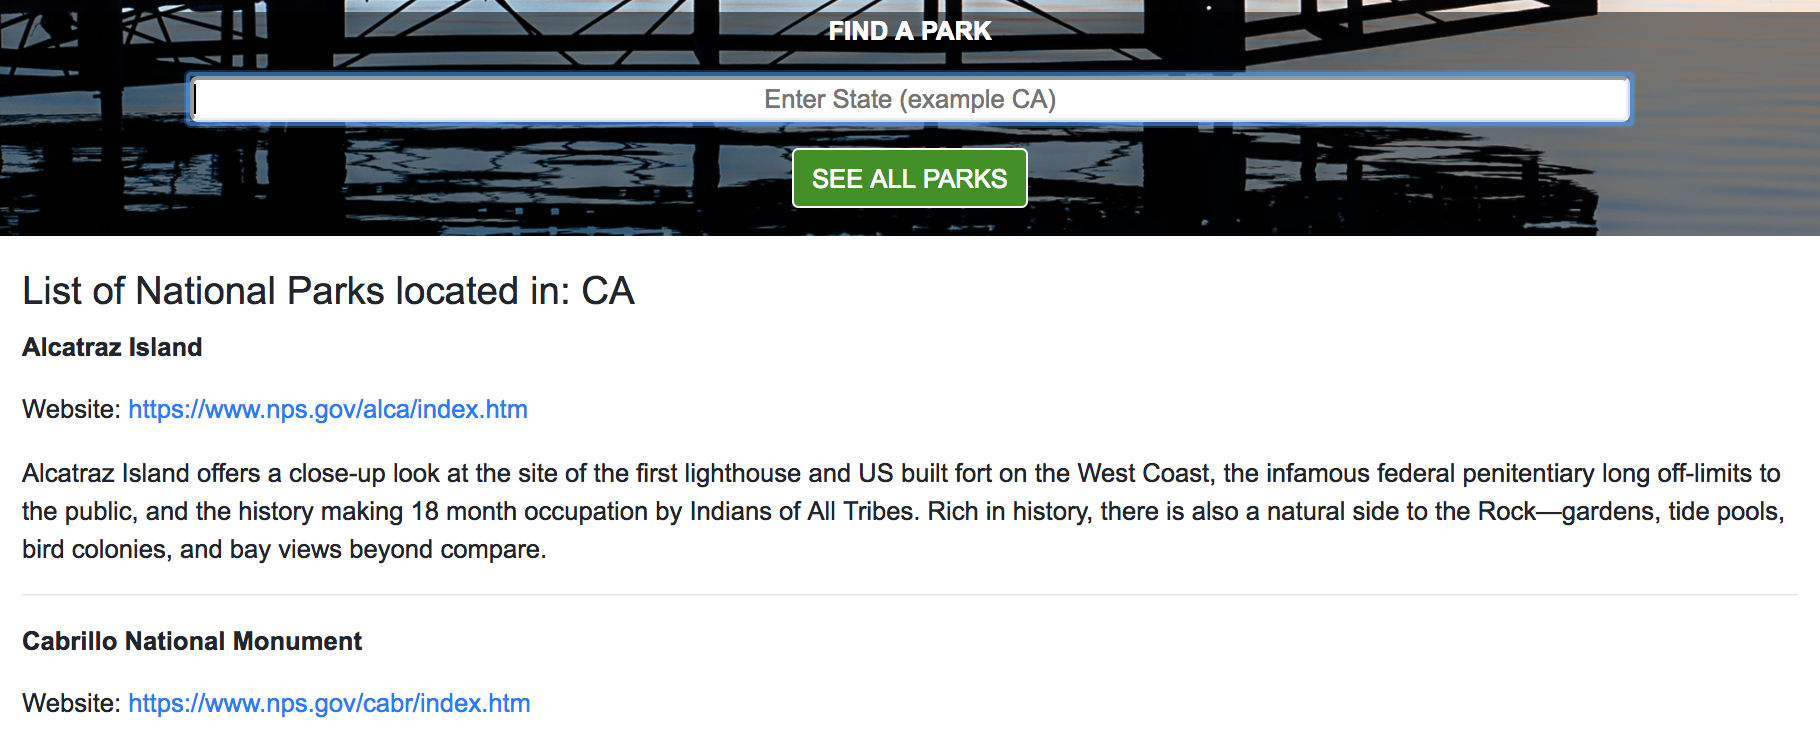 FIND A PARK
Enter State (example CA)
SEE ALL PARKS
List of National Parks located in: CA
Alcatraz Island
Website: https://www.nps.gov/alca/index.htm
Alcatraz Island offers a close-up look at the site of the first lighthouse and US built fort on the West Coast, the infamous federal penitentiary long off-limits to
the public, and the history making 18 month occupation by Indians of All Tribes. Rich in history, there is also a natural side to the Rock—gardens, tide pools,
bird colonies, and bay views beyond compare.
Cabrillo National Monument
Website: https://www.nps.gov/cabr/index.htm